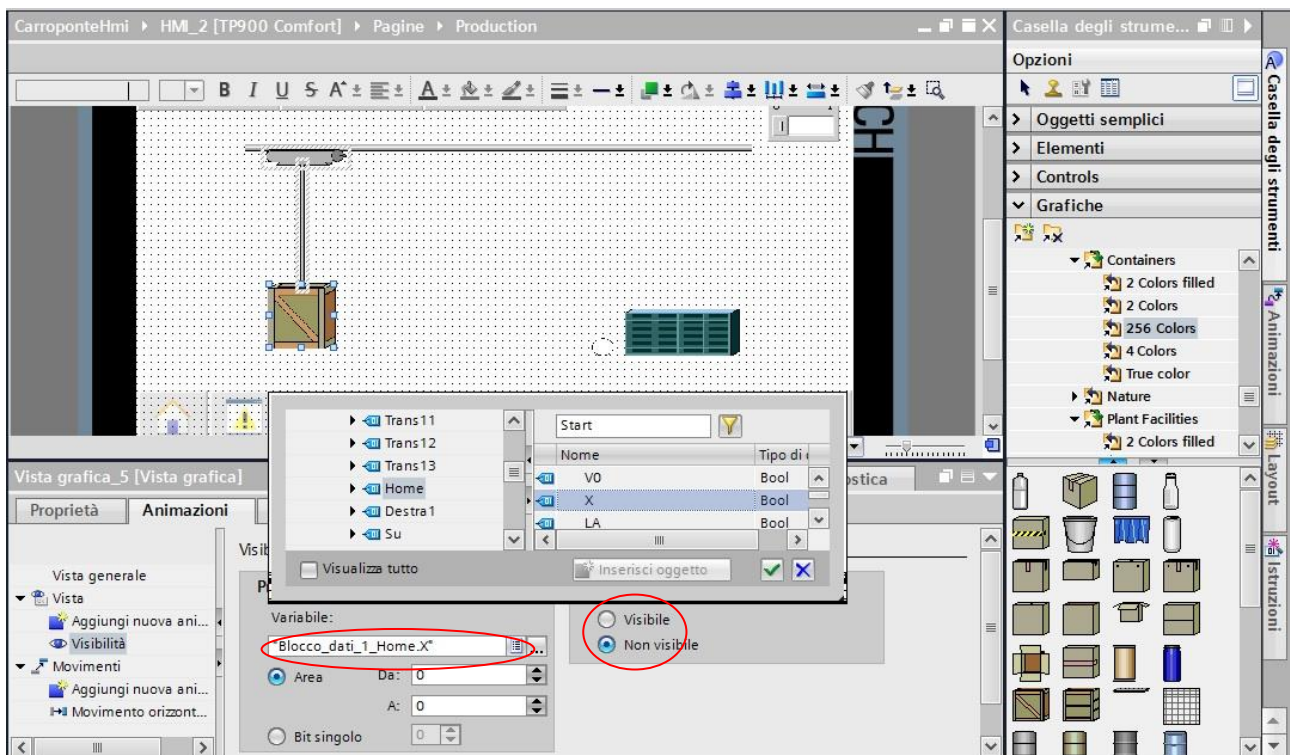 CarroponteHmi ▸ HMI_2 [TP900 Comfort] ▸ Pagine ▸ Production
B I U S A A
CH
Trans11
Trans12
Trans13
Home
Destra1
Su
Start
Nome Tipo di
V0 Bool
X Bool
LA Bool
Visualizza tutto
Inserisci oggetto
Vista grafica_5 [Vista grafica]
Proprietà
Animazioni
Vista generale
Vista
Aggiungi nuova ani...
Visibilità
Movimenti
Aggiungi nuova ani...
Movimento orizzont...
Variabile:
"Blocco_dati_1_Home.X"
Area Da: 0
A: 0
Bit singolo 0
Visibile
Non visibile
Casella degli strume...
Opzioni
Oggetti semplici
Elementi
Controls
Grafiche
Containers
2 Colors filled
2 Colors
256 Colors
4 Colors
True color
Nature
Plant Facilities
2 Colors filled
Casella degli strumenti
Animazioni
Layout
Istruzioni